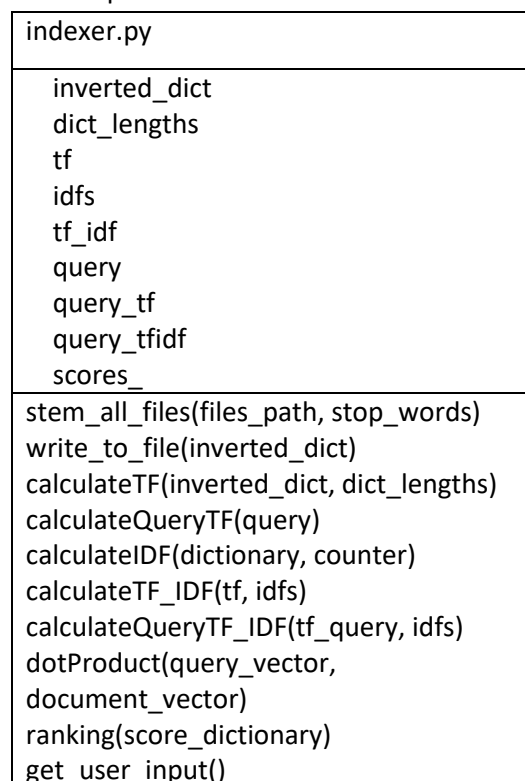 indexer.py
inverted_dict
dict_lengths
tf
idfs
tf_idf
query
query_tf
query_tfidf
scores_
stem_all_files(files_path, stop_words)
write_to_file(inverted_dict)
calculateTF(inverted_dict, dict_lengths)
calculateQueryTF(query)
calculateIDF(dictionary, counter)
calculateTF_IDF(tf, idfs)
calculateQueryTF_IDF(tf_query, idfs)
dotProduct(query_vector,
document_vector)
ranking(score_dictionary)
get_user_input()